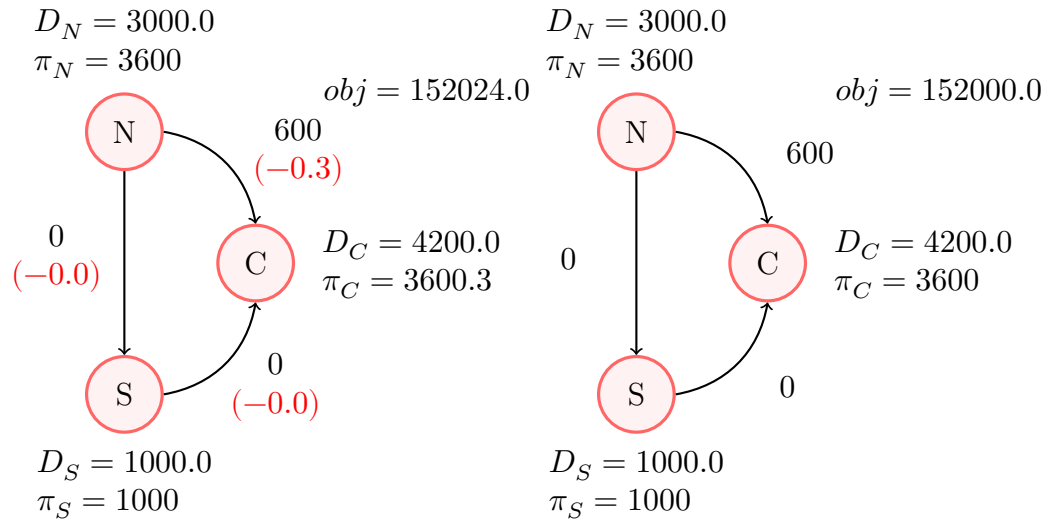 D_N = 3000.0
π_N = 3600
obj = 152024.0
N
600
(−0.3)
0
(−0.0)
C
D_C = 4200.0
π_C = 3600.3
0
(−0.0)
S
D_S = 1000.0
π_S = 1000
D_N = 3000.0
π_N = 3600
obj = 152000.0
N
600
0
C
D_C = 4200.0
π_C = 3600
0
S
D_S = 1000.0
π_S = 1000